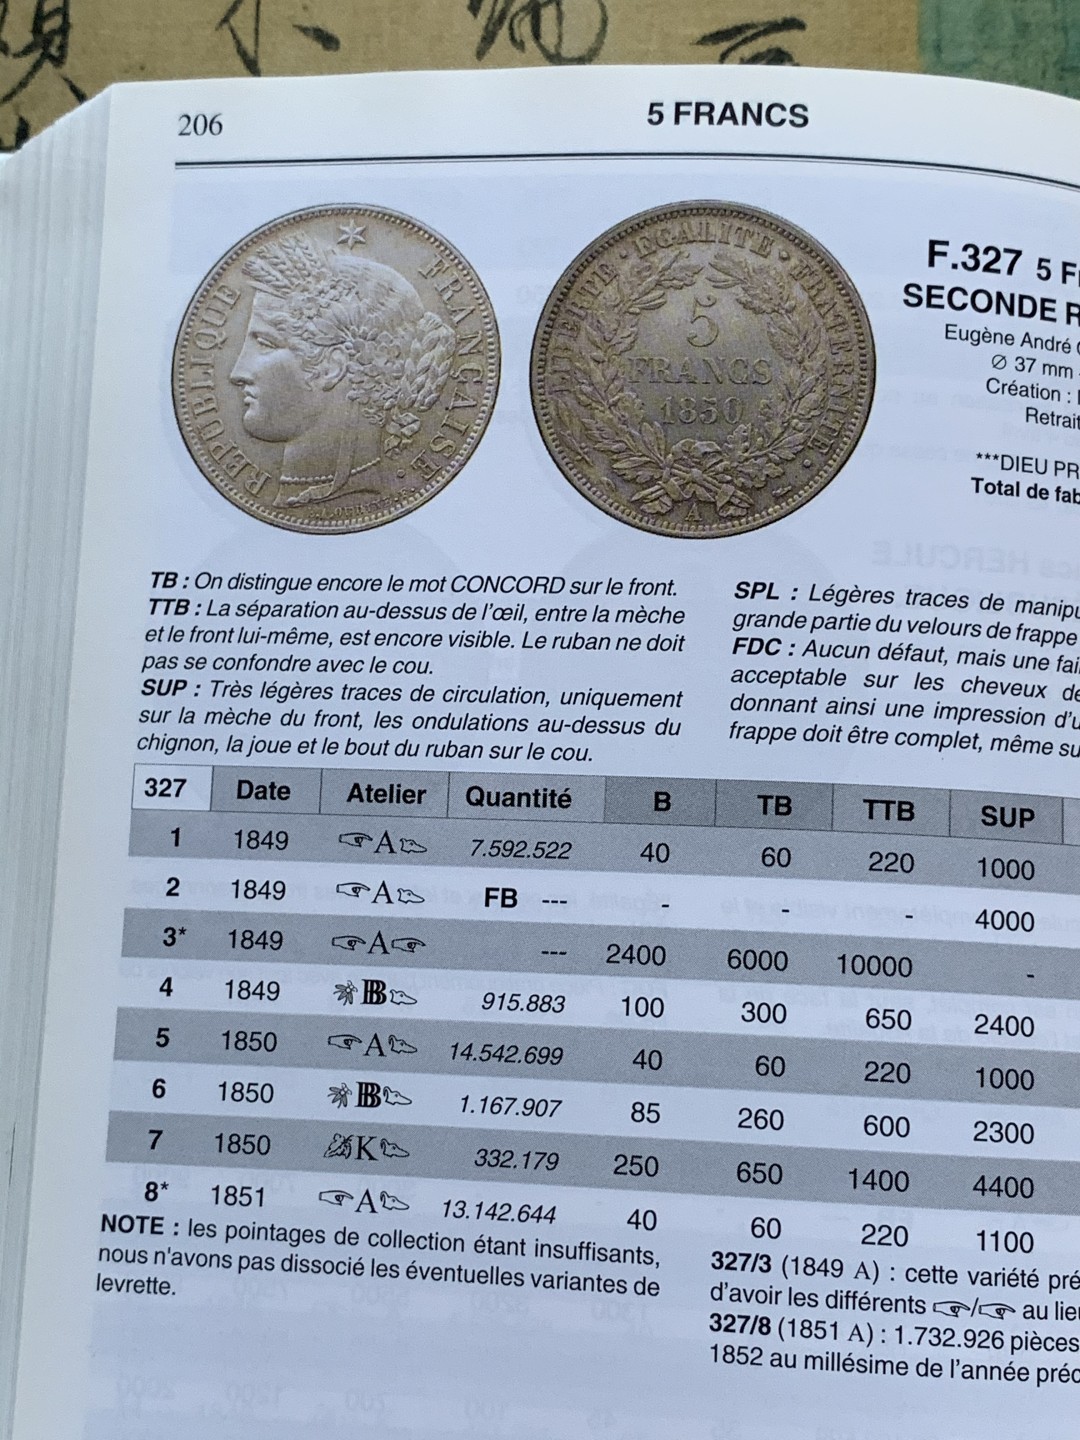 206
5 FRANCS
RÉPUBLIQUE FRANÇAISE
LIBERTE · EGALITE · FRATERNITE
5
FRANCS
1850
A
F.327 5
SECONDE
Eugène André
Ø 37 mm
Création :
Retrait
***DIEU
Total de
TB : On distingue encore le mot CONCORD sur le front.
TTB : La séparation au-dessus de l'œil, entre la mèche
et le front lui-même, est encore visible. Le ruban ne doit
pas se confondre avec le cou.
SUP : Très légères traces de circulation, uniquement
sur la mèche du front, les ondulations au-dessus du
chignon, la joue et le bout du ruban sur le cou.
SPL : Légères traces de
grande partie du velours de frappe
FDC : Aucun défaut, mais une
acceptable sur les cheveux
donnant ainsi une impression
frappe doit être complet, même
327 Date Atelier Quantité B TB TTB SUP
1 1849 A 7.592.522 40 60 220 1000
2 1849 A FB --- - - 4000
3* 1849 A --- 2400 6000 10000 -
4 1849 BB 915.883 100 300 650 2400
5 1850 A 14.542.699 40 60 220 1000
6 1850 BB 1.167.907 85 260 600 2300
7 1850 K 332.179 250 650 1400 4400
8* 1851 A 13.142.644 40 60 220 1100
NOTE : les pointages de collection étant insuffisants,
nous n'avons pas dissocié les éventuelles variantes de
levrette.
327/3 (1849 A) : cette variété
d'avoir les différents / au
327/8 (1851 A) : 1.732.926 pièces
1852 au millésime de l'année